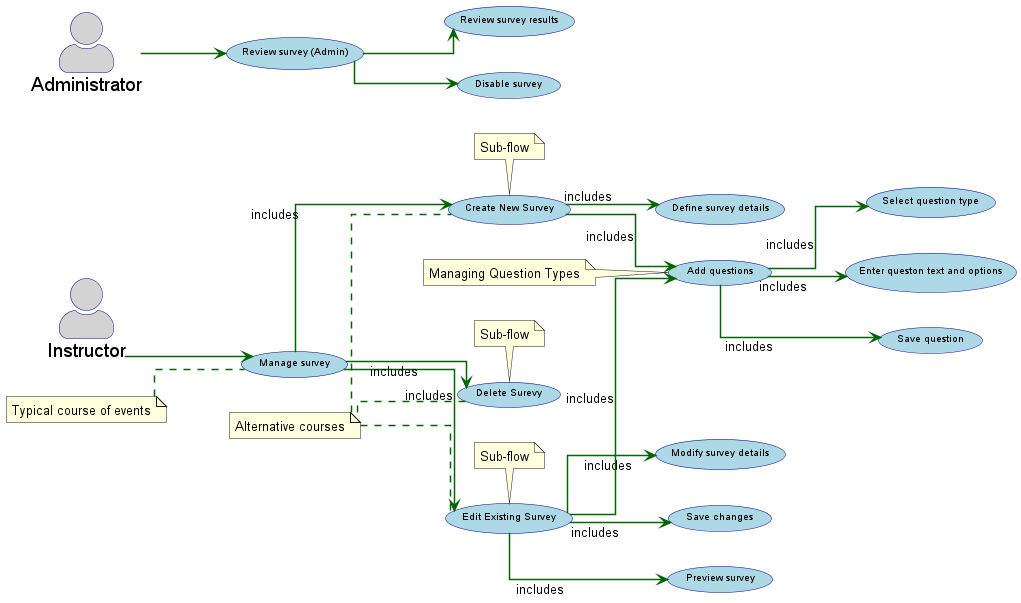 Review survey results
Review survey (Admin)
Administrator
Disable survey
Sub-flow
includes
Create New Survey
Define survey details
Select question type
includes
includes
includes
Managing Question Types
Add questions
Enter queston text and options
includes
Sub-flow
Save question
includes
Instructor
Manage survey
includes
Delete Surevy
includes
includes
Typical course of events
Alternative courses
Sub-flow
Modify survey details
includes
Edit Existing Survey
Save changes
includes
Preview survey
includes